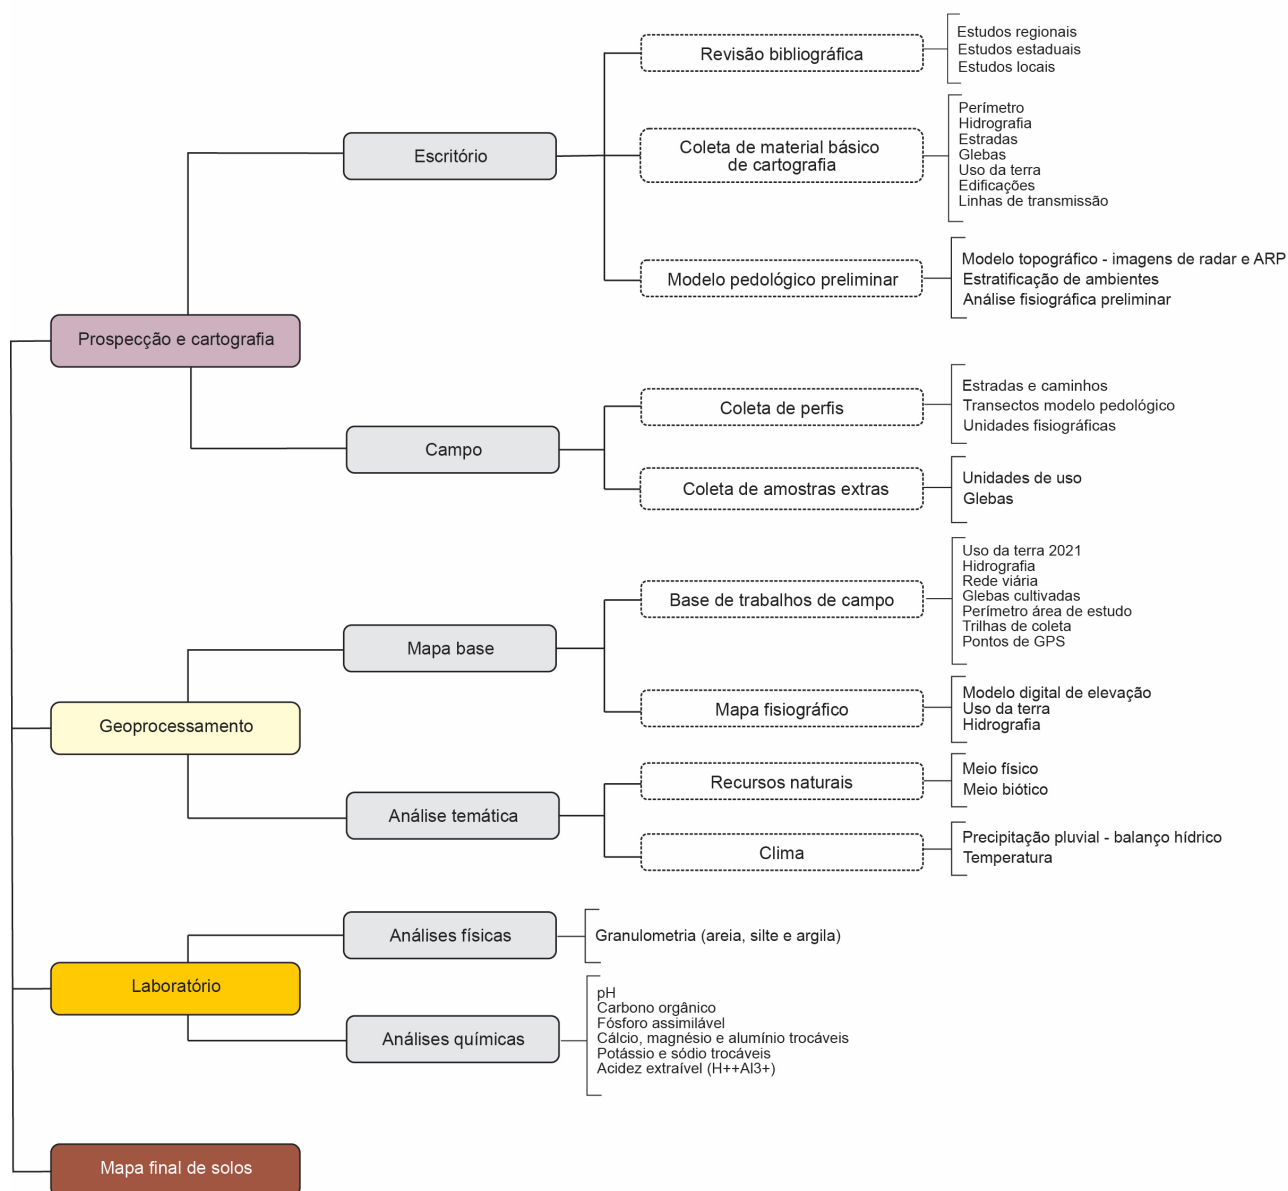 Prospecção e cartografia
Escritório
Revisão bibliográfica
Estudos regionais
Estudos estaduais
Estudos locais
Coleta de material básico
de cartografia
Perímetro
Hidrografia
Estradas
Glebas
Uso da terra
Edificações
Linhas de transmissão
Modelo pedológico preliminar
Modelo topográfico - imagens de radar e ARP
Estratificação de ambientes
Análise fisiográfica preliminar
Campo
Coleta de perfis
Estradas e caminhos
Transectos modelo pedológico
Unidades fisiográficas
Coleta de amostras extras
Unidades de uso
Glebas
Geoprocessamento
Mapa base
Base de trabalhos de campo
Uso da terra 2021
Hidrografia
Rede viária
Glebas cultivadas
Perímetro área de estudo
Trilhas de coleta
Pontos de GPS
Mapa fisiográfico
Modelo digital de elevação
Uso da terra
Hidrografia
Análise temática
Recursos naturais
Meio físico
Meio biótico
Clima
Precipitação pluvial - balanço hídrico
Temperatura
Laboratório
Análises físicas
Granulometria (areia, silte e argila)
Análises químicas
pH
Carbono orgânico
Fósforo assimilável
Cálcio, magnésio e alumínio trocáveis
Potássio e sódio trocáveis
Acidez extraível (H++Al3+)
Mapa final de solos